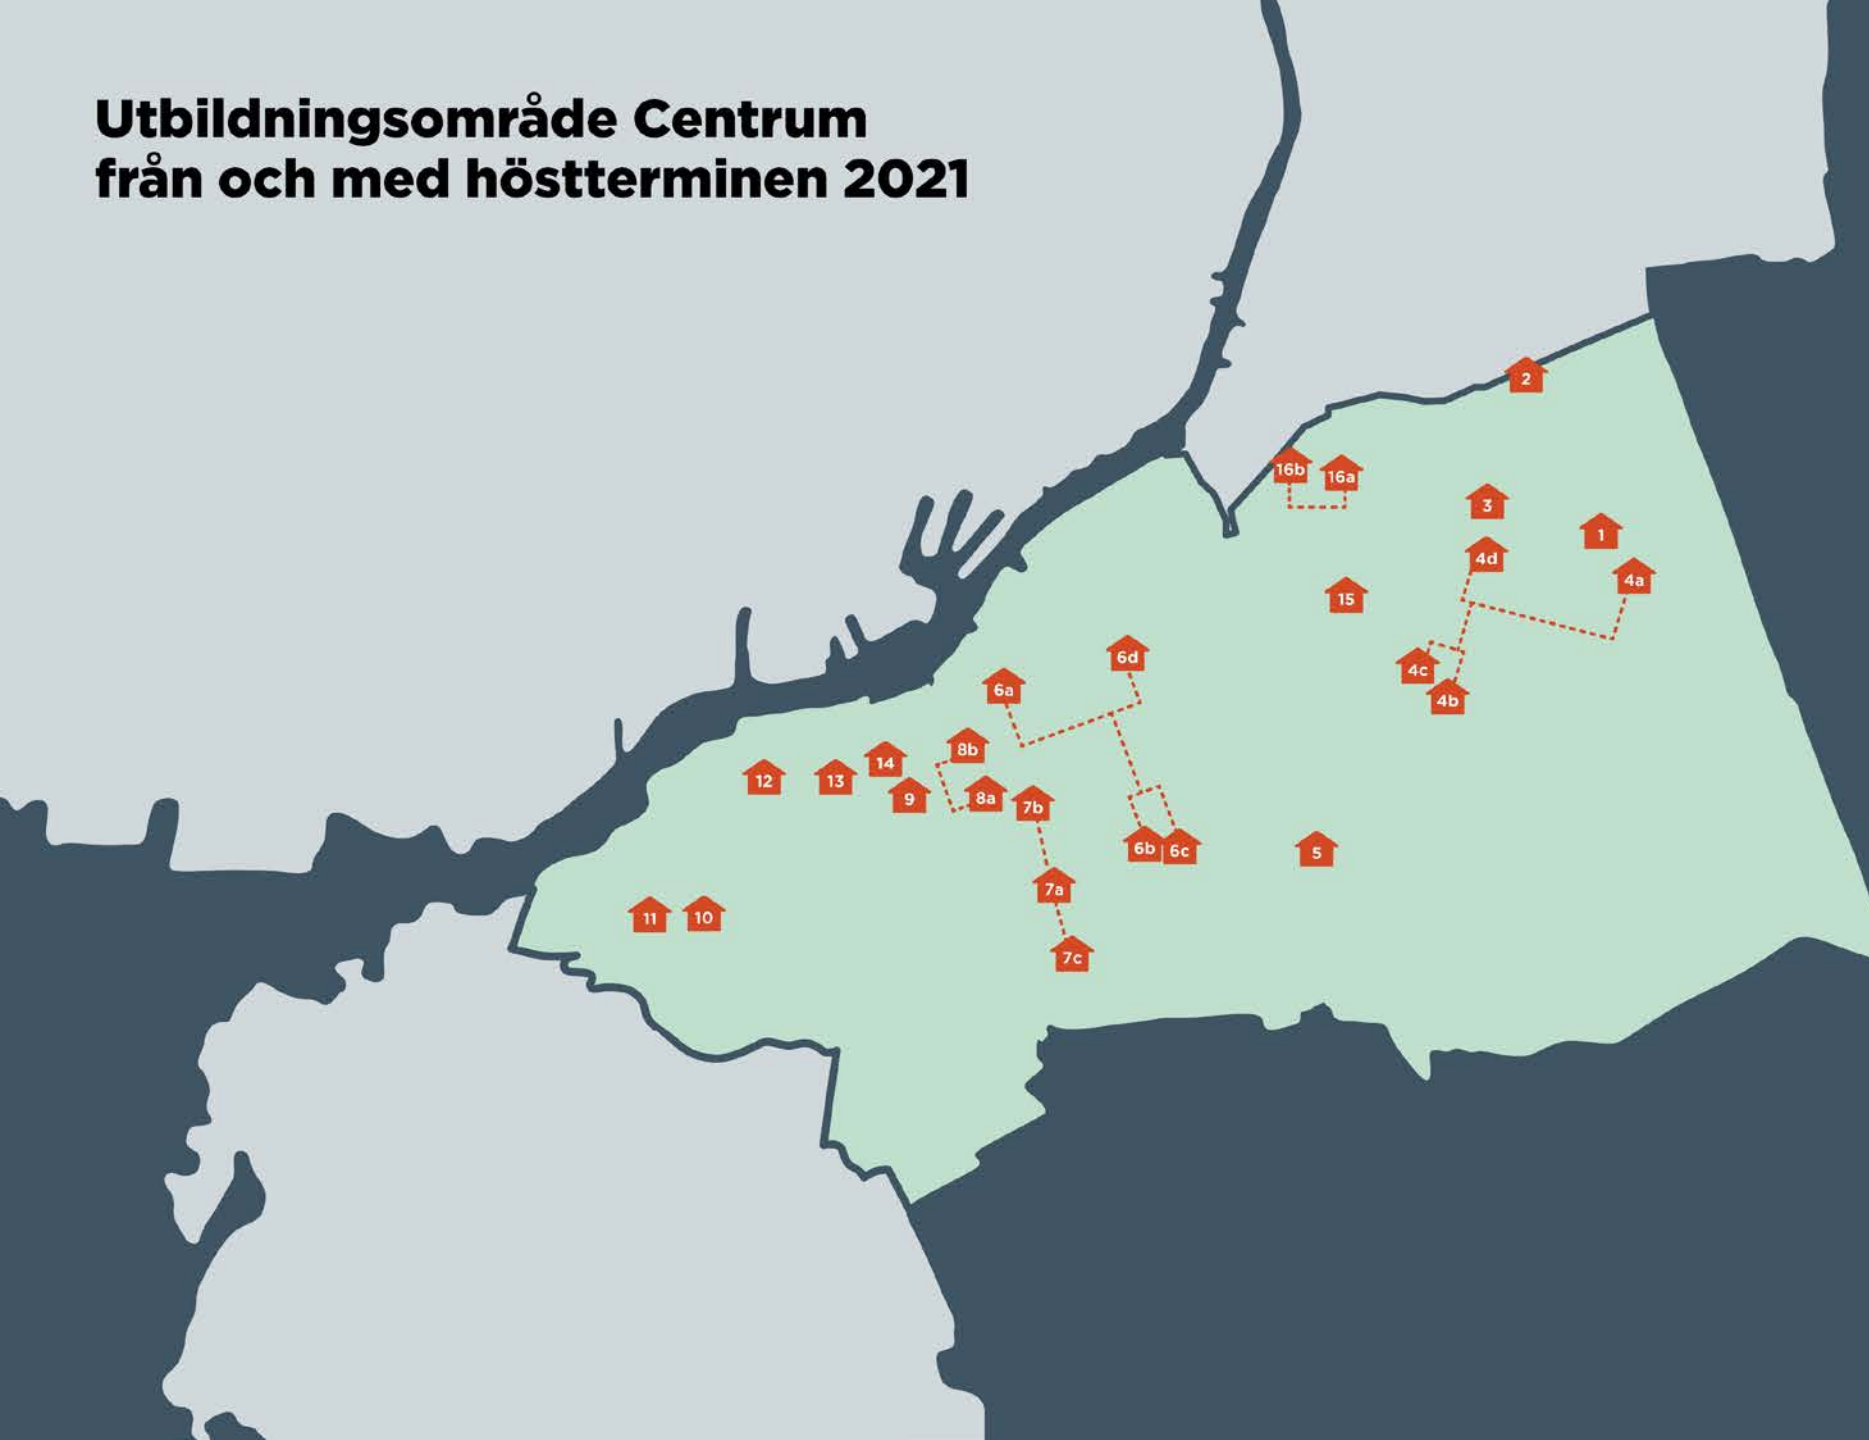 Utbildningsområde Centrum
från och med höstterminen 2021
2
16b
16a
3
1
4d
4a
15
6d
4c
6a
4b
8b
14
12
13
9
8a
7b
6b
6c
5
7a
11
10
7c